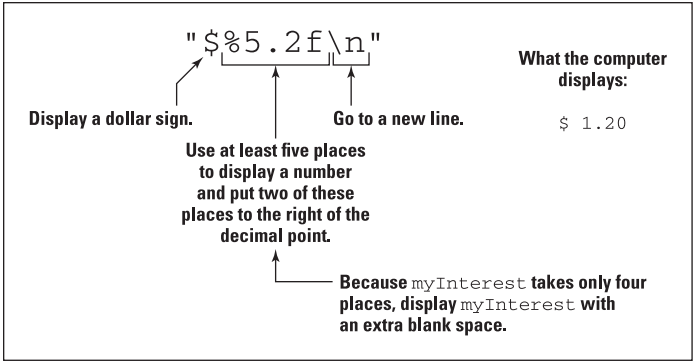 "$%5.2f\n"
What the computer
displays:
$ 1.20
Display a dollar sign.
Go to a new line.
Use at least five places
to display a number
and put two of these
places to the right of the
decimal point.
Because myInterest takes only four
places, display myInterest with
an extra blank space.